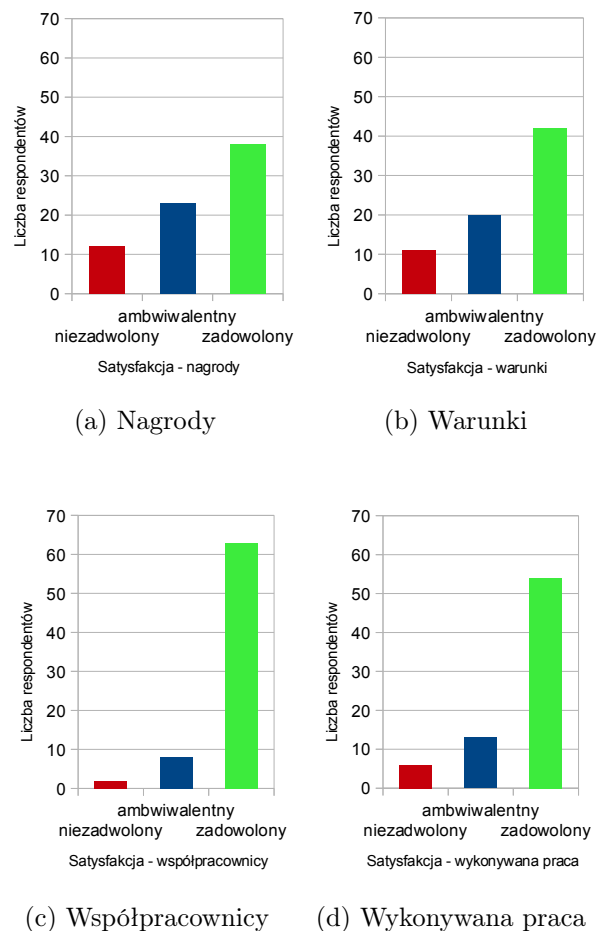 70
60
50
40
30
20
10
0
Liczba respondentów
ambwiwalentny
niezadwolony zadowolony
Satysfakcja - nagrody
(a) Nagrody
70
60
50
40
30
20
10
0
Liczba respondentów
ambwiwalentny
niezadwolony zadowolony
Satysfakcja - warunki
(b) Warunki
70
60
50
40
30
20
10
0
Liczba respondentów
ambwiwalentny
niezadwolony zadowolony
Satysfakcja - współpracownicy
(c) Współpracownicy
70
60
50
40
30
20
10
0
Liczba respondentów
ambwiwalentny
niezadwolony zadowolony
Satysfakcja - wykonywana praca
(d) Wykonywana praca